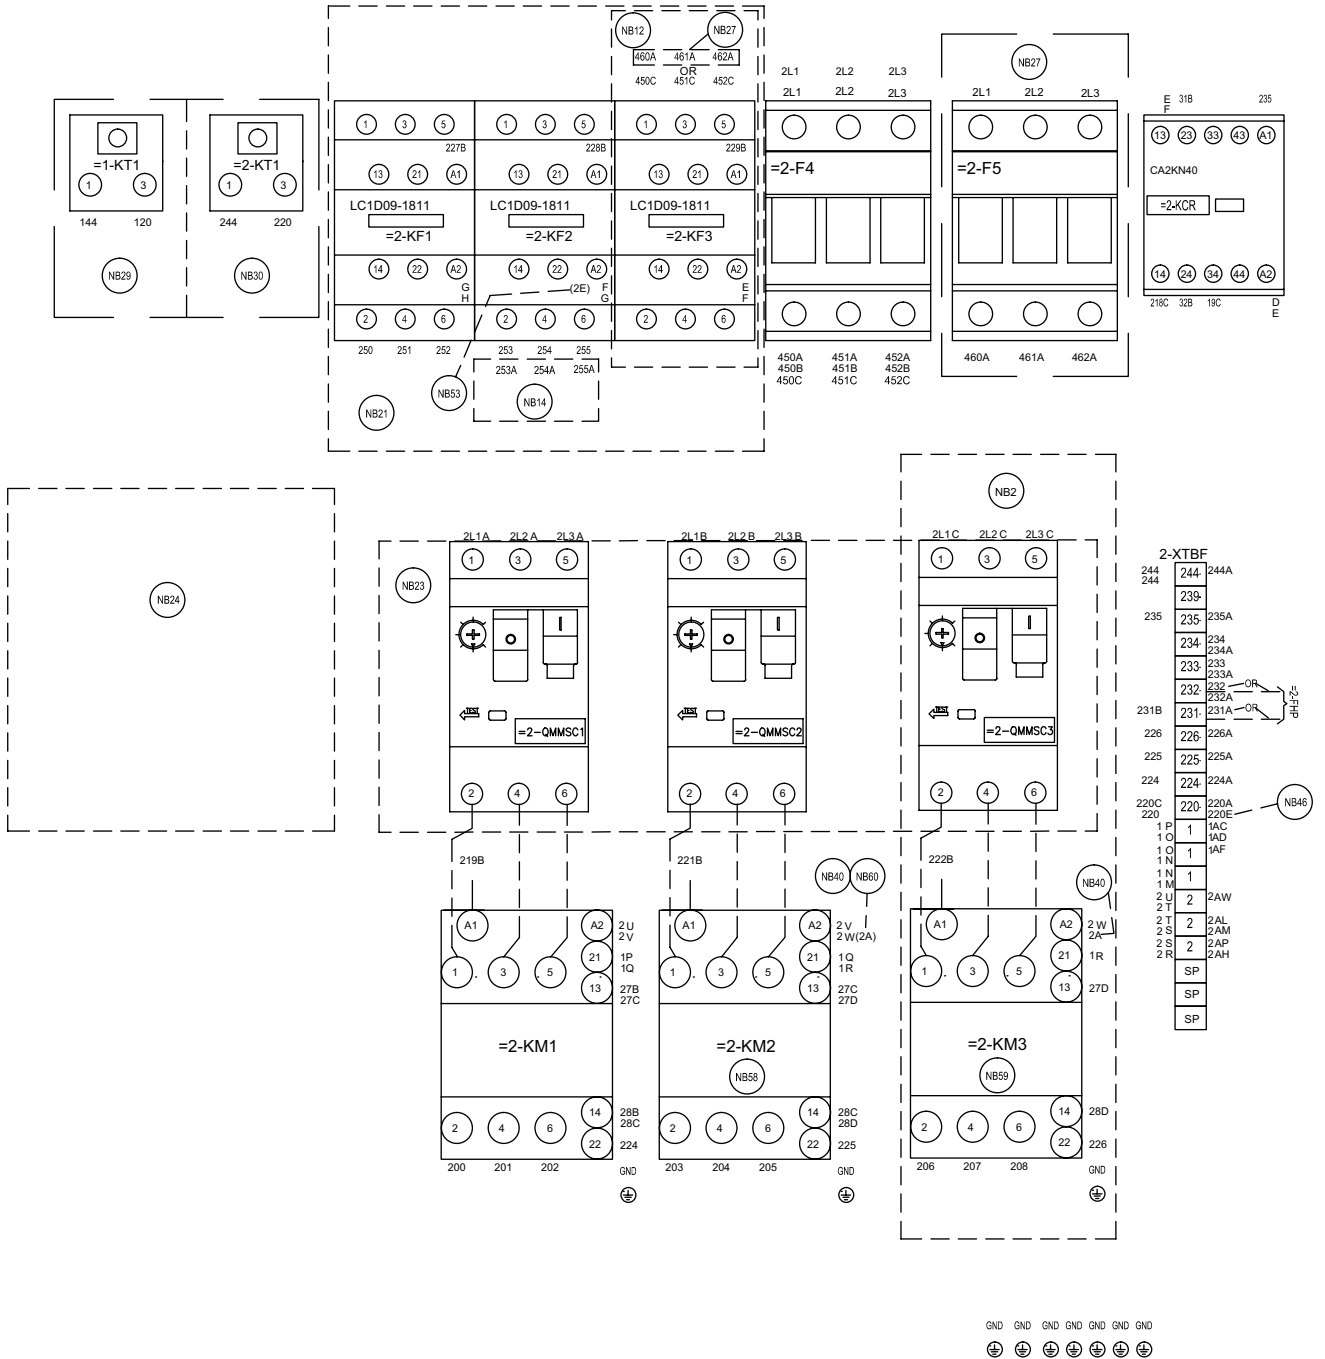 NB12 NB27
460A 461A 462A
OR
450C 451C 452C
2L1 2L2 2L3
2L1 2L2 2L3
NB27
2L1 2L2 2L3
E 31B 235
F
=1-KT1
1 3
144 120
NB29
=2-KT1
1 3
244 220
NB30
1 3 5
227B
13 21 A1
LC1D09-1811
=2-KF1
14 22 A2
G
H
2 4 6
250 251 252
1 3 5
228B
13 21 A1
LC1D09-1811
=2-KF2
14 22 A2
(2E) F
G
2 4 6
253 254 255
253A 254A 255A
NB14
NB53
NB21
1 3 5
229B
13 21 A1
LC1D09-1811
=2-KF3
14 22 A2
E
F
2 4 6
=2-F4
450A 451A 452A
450B 451B 452B
450C 451C 452C
=2-F5
460A 461A 462A
13 23 33 43 A1
CA2KN40
=2-KCR
14 24 34 44 A2
218C 32B 19C D
E
NB24
NB23
2L1 A 2L2 A 2L3 A
1 3 5
TEST
=2-QMMSC1
2 4 6
2L1 B 2L2 B 2L3 B
1 3 5
TEST
=2-QMMSC2
2 4 6
NB2
2L1 C 2L2 C 2L3 C
1 3 5
TEST
=2-QMMSC3
2 4 6
219B
A1 A2 2 U
2 V
21 1P
1Q
1 3 5
13 27B
27C
=2-KM1
14 28B
28C
2 4 6
22 224
200 201 202
GND
221B
NB40 NB60
A1 A2 2 V
2 W(2A)
21 1Q
1R
1 3 5
13 27C
27D
=2-KM2
NB58
14 28C
28D
2 4 6
22 225
203 204 205
GND
222B
NB40
A1 A2 2 W
2A
21 1R
1 3 5
13 27D
=2-KM3
NB59
14 28D
2 4 6
22 226
206 207 208
GND
2-XTBF
244 244 244A
244
239
235 235 235A
234 234
234A
233 233
233A
232 232 OR
232A
=2-FHP
231B 231 231A OR
226 226 226A
225 225 225A
224 224 224A
220C 220 220A
220 220E
NB46
1 P 1 1AC
1 O 1AD
1 O 1 1AF
1 N
1 N 1
1 M
2 U 2 2AW
2 T
2 T 2 2AL
2 S 2AM
2 S 2 2AP
2 R 2AH
SP
SP
SP
GND GND GND GND GND GND GND